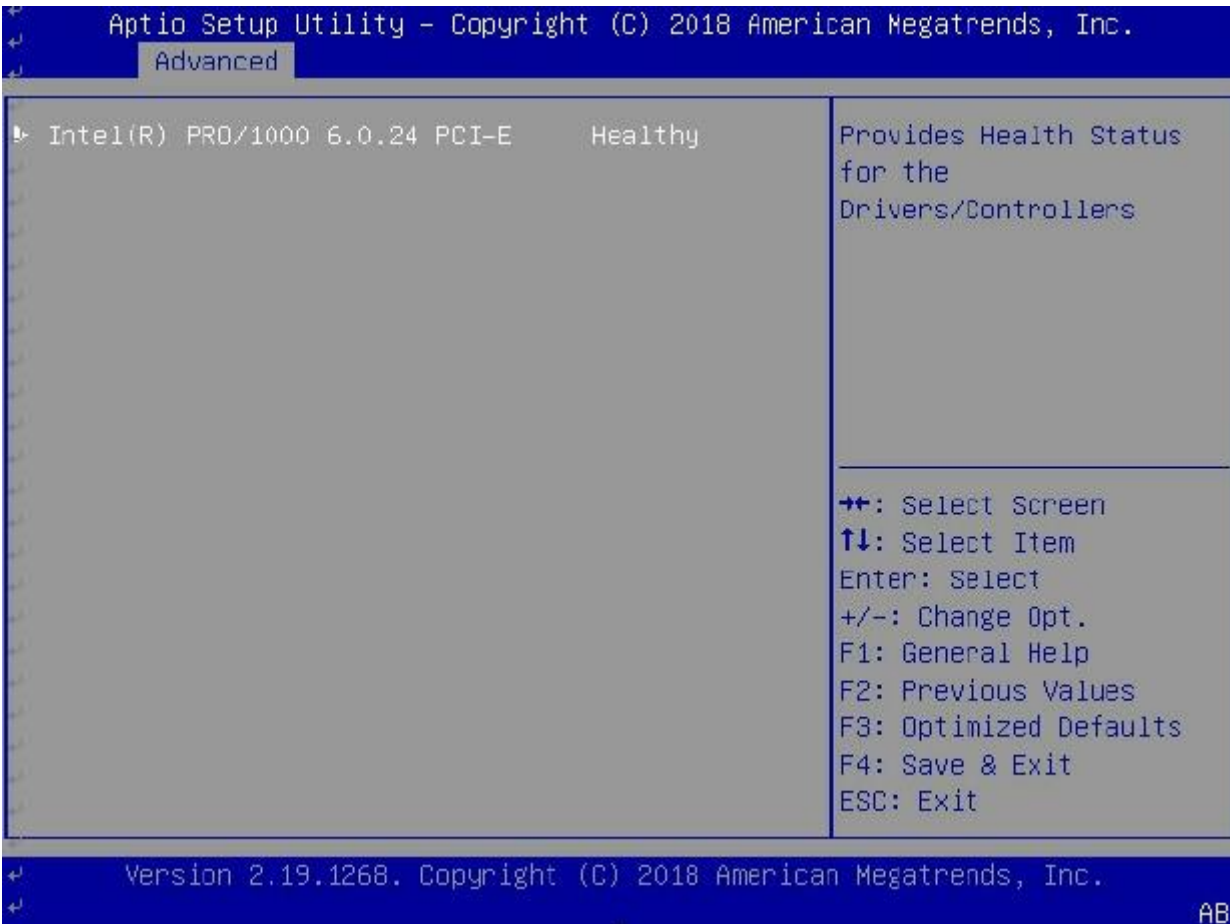 Aptio Setup Utility – Copyright (C) 2018 American Megatrends, Inc.
Advanced
Intel(R) PRO/1000 6.0.24 PCI-E Healthy
Provides Health Status
for the
Drivers/Controllers
→←: Select Screen
↑↓: Select Item
Enter: Select
+/-: Change Opt.
F1: General Help
F2: Previous Values
F3: Optimized Defaults
F4: Save & Exit
ESC: Exit
Version 2.19.1268. Copyright (C) 2018 American Megatrends, Inc.
AB